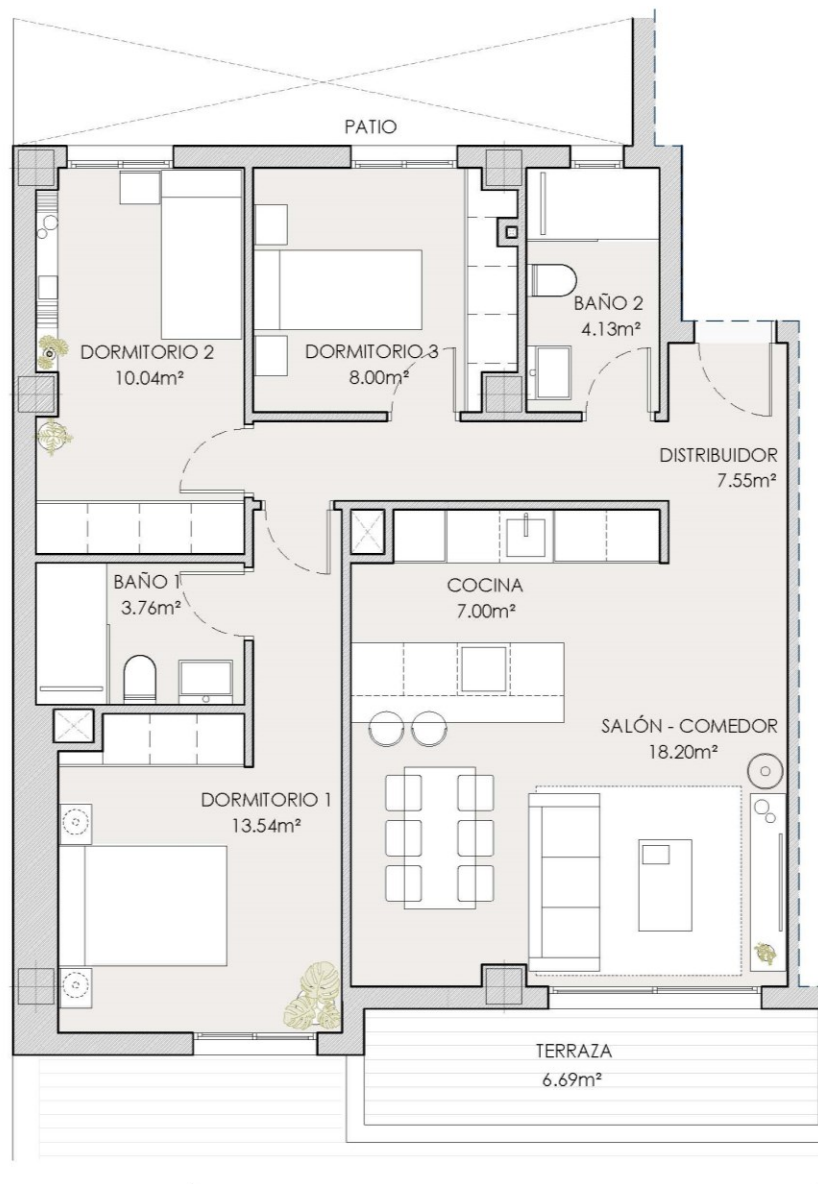 PATIO
DORMITORIO 2
10.04m²
DORMITORIO 3
8.00m²
BAÑO 2
4.13m²
DISTRIBUIDOR
7.55m²
BAÑO 1
3.76m²
COCINA
7.00m²
SALÓN - COMEDOR
18.20m²
DORMITORIO 1
13.54m²
TERRAZA
6.69m²